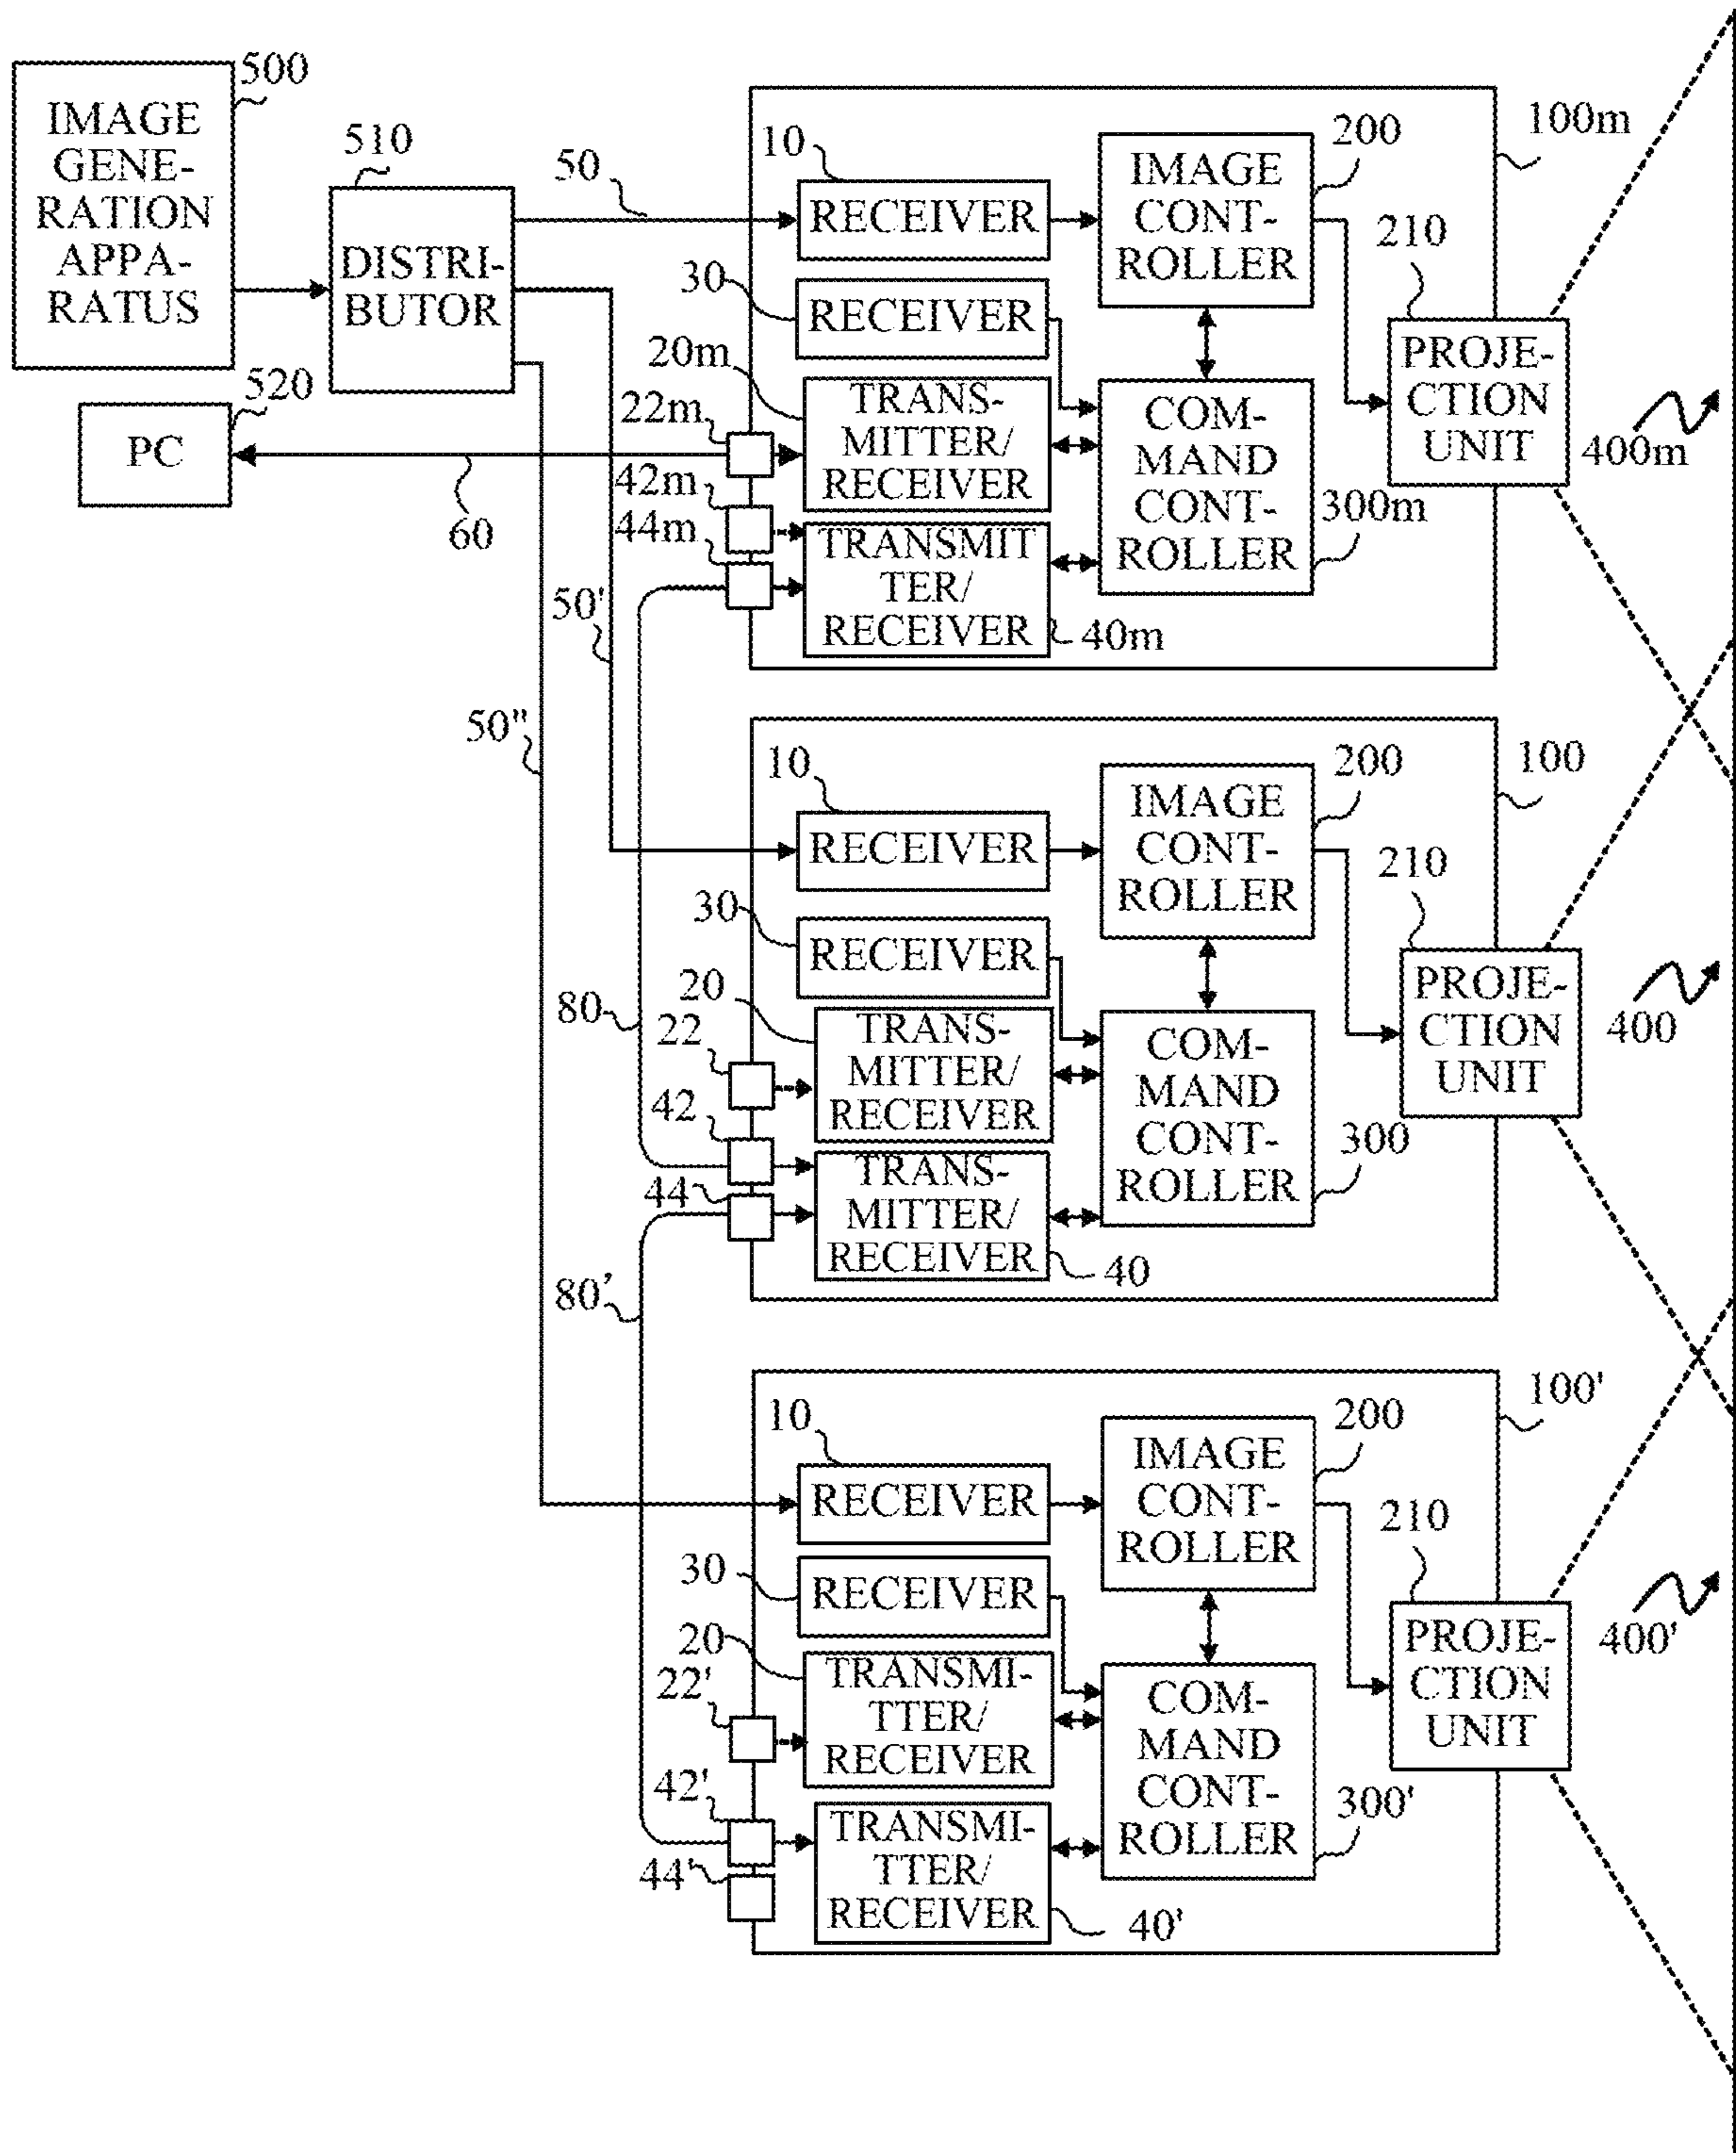 500
IMAGE
GENE-
RATION
APPA-
RATUS
510
DISTRI-
BUTOR
520
PC
60
50
50'
50"
80
80'
100m
10
RECEIVER
200
IMAGE
CONT-
ROLLER
210
PROJE-
CTION
UNIT
400m
30
RECEIVER
20m
TRANS-
MITTER/
RECEIVER
22m
42m
44m
TRANSMIT
TER/
RECEIVER
40m
COM-
MAND
CONT-
ROLLER
300m
100
10
RECEIVER
200
IMAGE
CONT-
ROLLER
210
PROJE-
CTION
UNIT
400
30
RECEIVER
20
TRANS-
MITTER/
RECEIVER
22
42
44
TRANS-
MITTER/
RECEIVER
40
COM-
MAND
CONT-
ROLLER
300
100'
10
RECEIVER
200
IMAGE
CONT-
ROLLER
210
PROJE-
CTION
UNIT
400'
30
RECEIVER
20
TRANSMI-
TTER/
RECEIVER
22'
42'
44'
TRANSMI-
TTER/
RECEIVER
40'
COM-
MAND
CONT-
ROLLER
300'